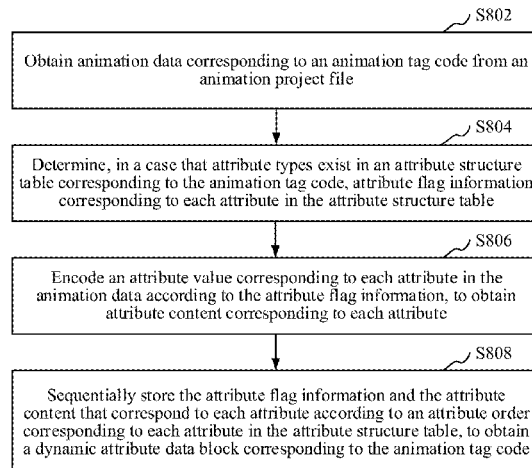 S802
Obtain animation data corresponding to an animation tag code from an
animation project file
S804
Determine, in a case that attribute types exist in an attribute structure
table corresponding to the animation tag code, attribute flag information
corresponding to each attribute in the attribute structure table
S806
Encode an attribute value corresponding to each attribute in the
animation data according to the attribute flag information, to obtain
attribute content corresponding to each attribute
S808
Sequentially store the attribute flag information and the attribute
content that correspond to each attribute according to an attribute order
corresponding to each attribute in the attribute structure table, to obtain
a dynamic attribute data block corresponding to the animation tag code